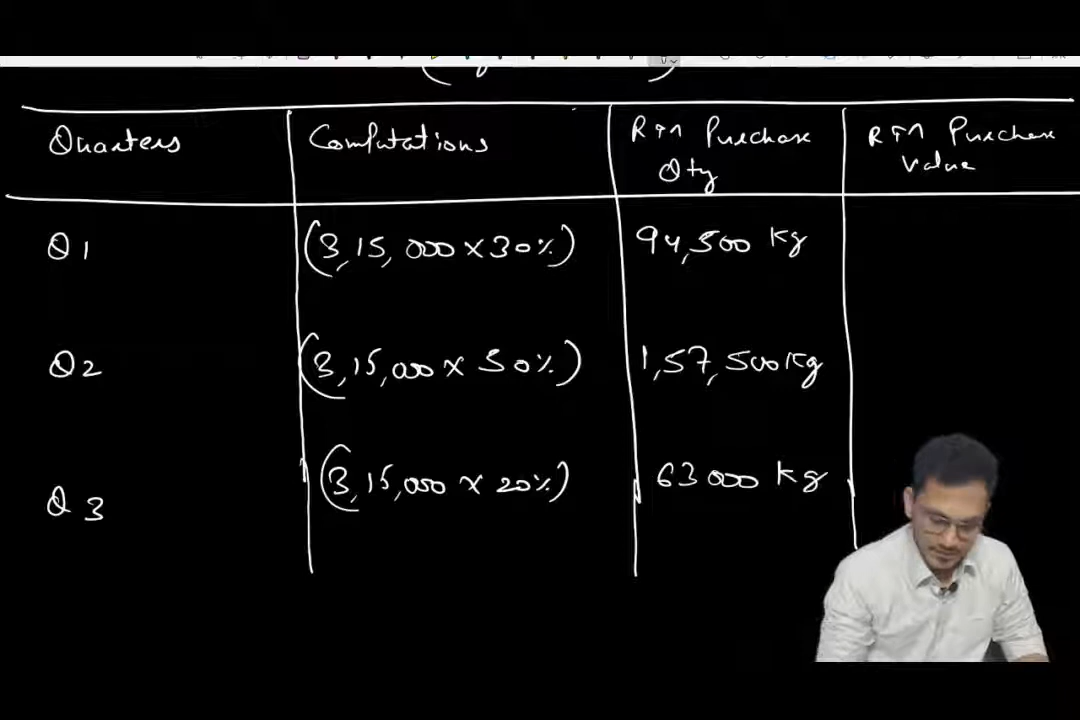 Quarters Computations RM Purchase Qty RM Purchase Value
Q1 (3,15,000 × 30%) 94,500 Kg
Q2 (3,15,000 × 50%) 1,57,500 Kg
Q3 (3,15,000 × 20%) 63000 Kg